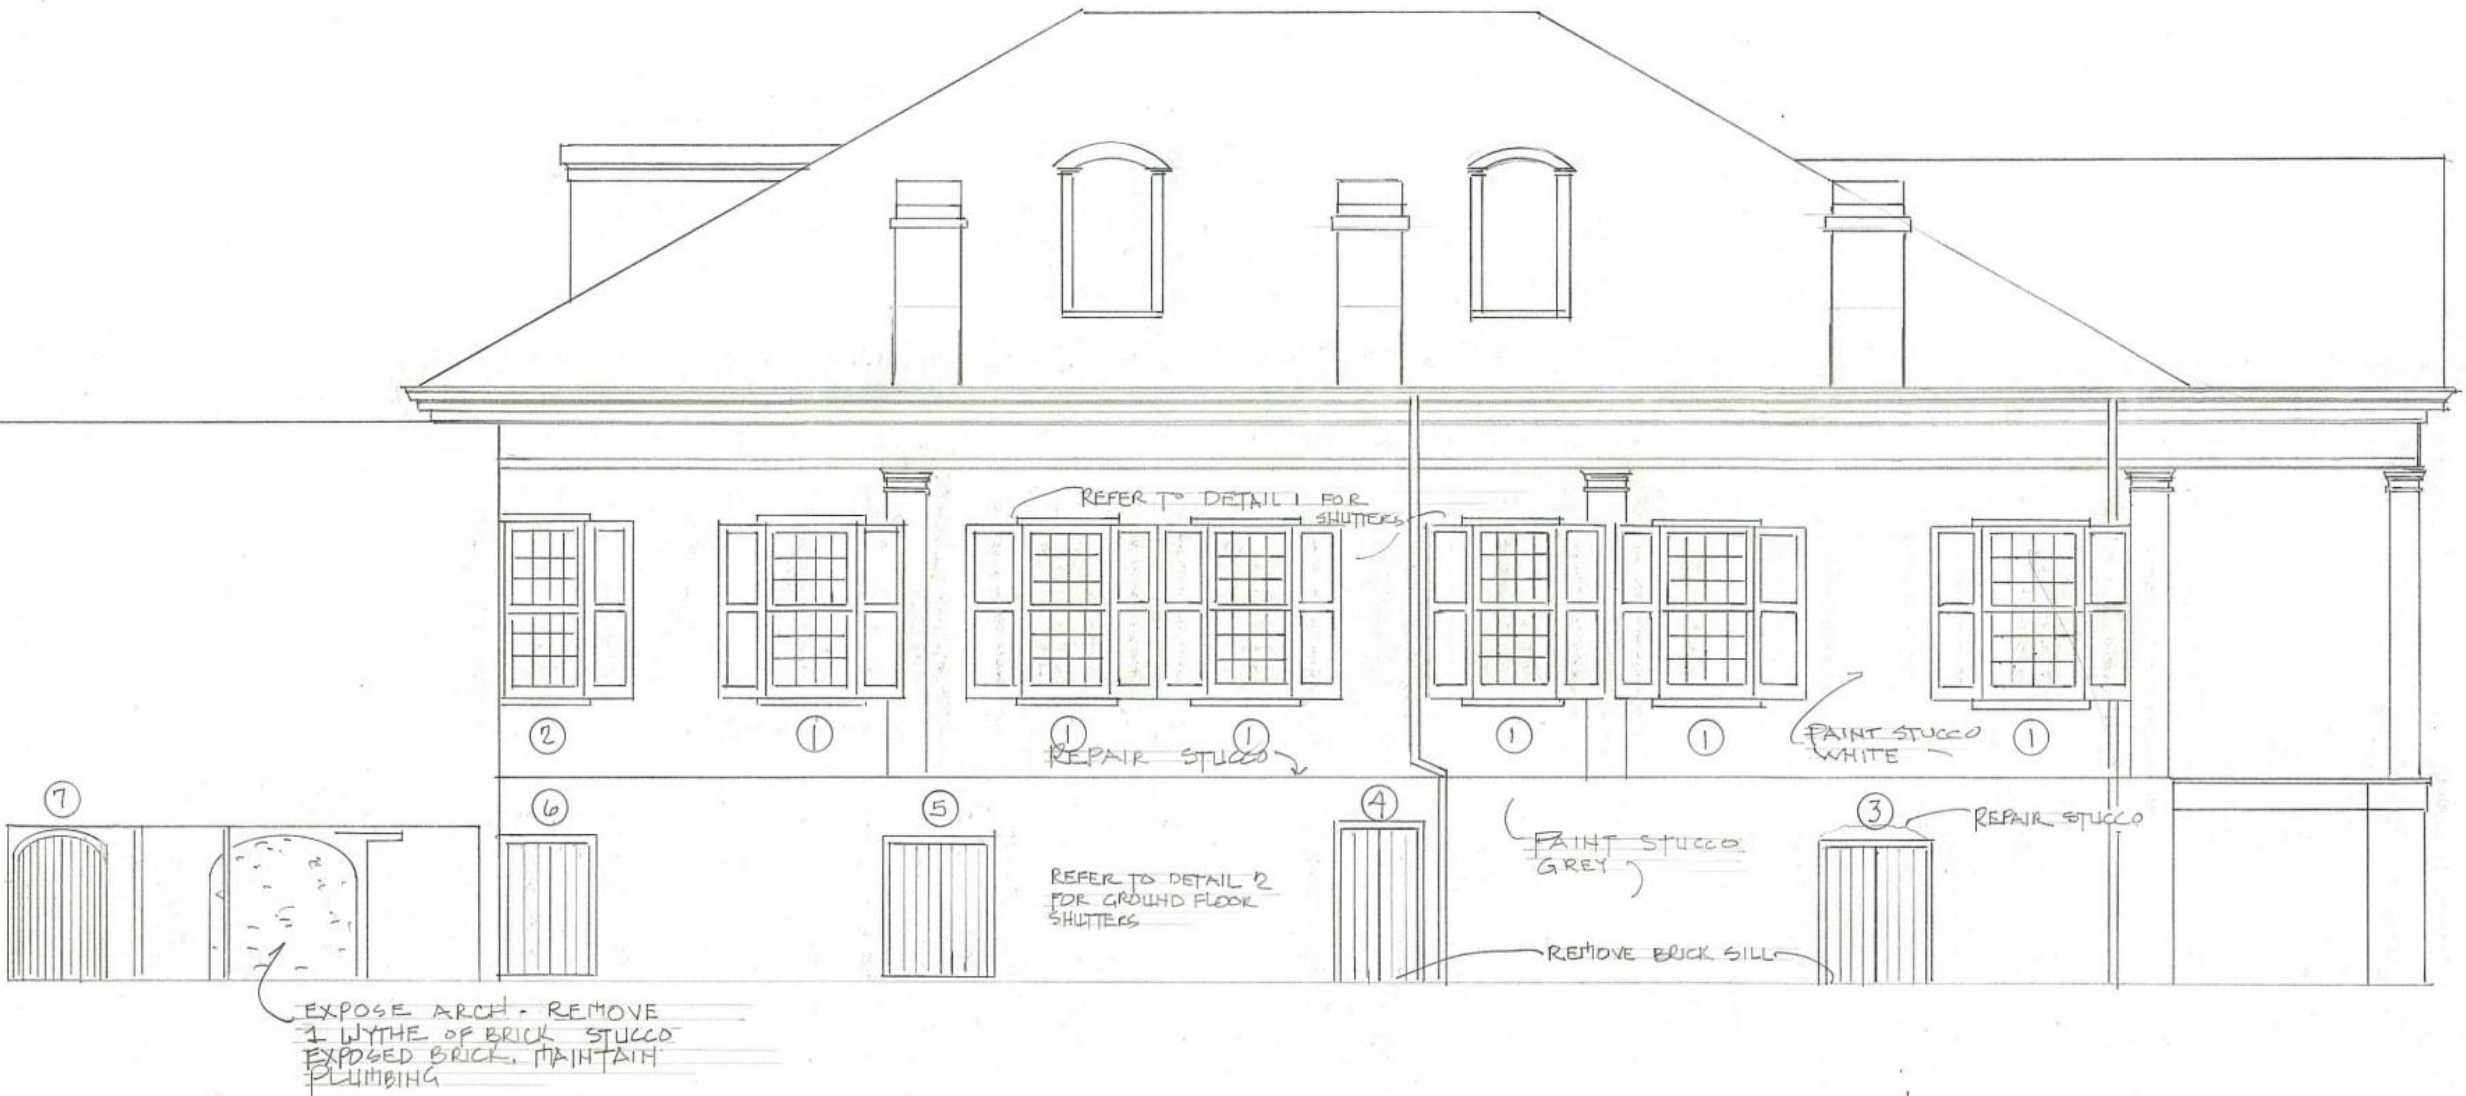 REFER TO DETAIL 1 FOR
SHUTTERS
2
1
1
1
1
1
1
REPAIR STUCCO
PAINT STUCCO
WHITE
7
6
5
4
3
REPAIR STUCCO
PAINT STUCCO
GREY
REFER TO DETAIL 2
FOR GROUND FLOOR
SHUTTERS
REMOVE BRICK SILL
EXPOSE ARCH - REMOVE
1 WYTHE OF BRICK STUCCO
EXPOSED BRICK. MAINTAIN
PLUMBING